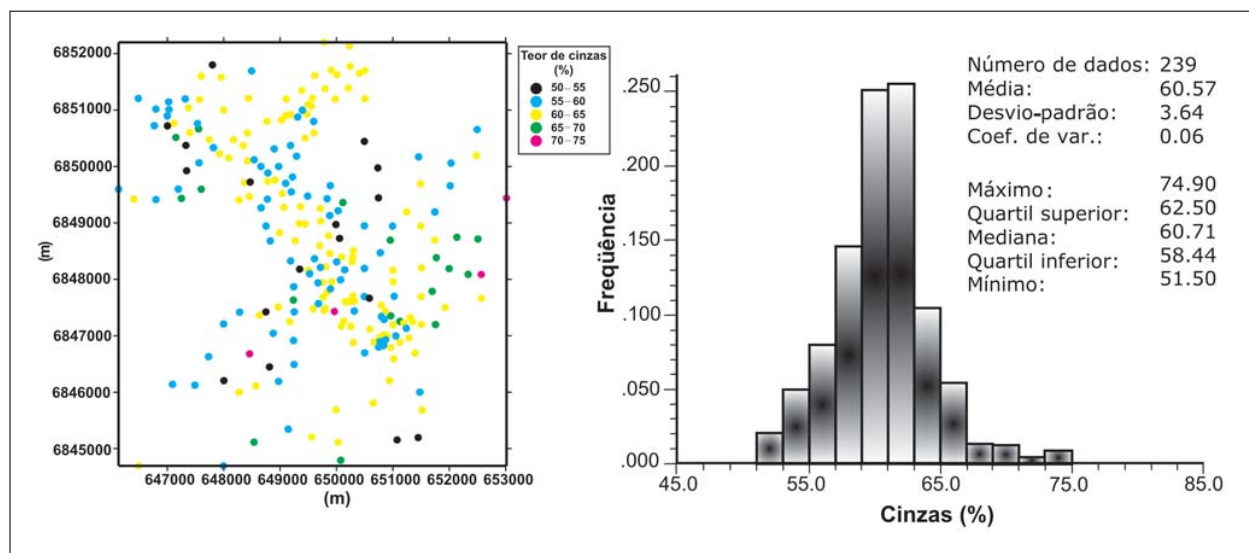 6852000
6851000
6850000
6849000
6848000
6847000
6846000
6845000
(m)
647000 648000 649000 650000 651000 652000 653000
(m)
Teor de cinzas
(%)
50–55
55–60
60–65
65–70
70–75
Freqüência
.250
.200
.150
.100
.050
.000
45.0 55.0 65.0 75.0 85.0
Cinzas (%)
Número de dados: 239
Média: 60.57
Desvio-padrão: 3.64
Coef. de var.: 0.06
Máximo: 74.90
Quartil superior: 62.50
Mediana: 60.71
Quartil inferior: 58.44
Mínimo: 51.50